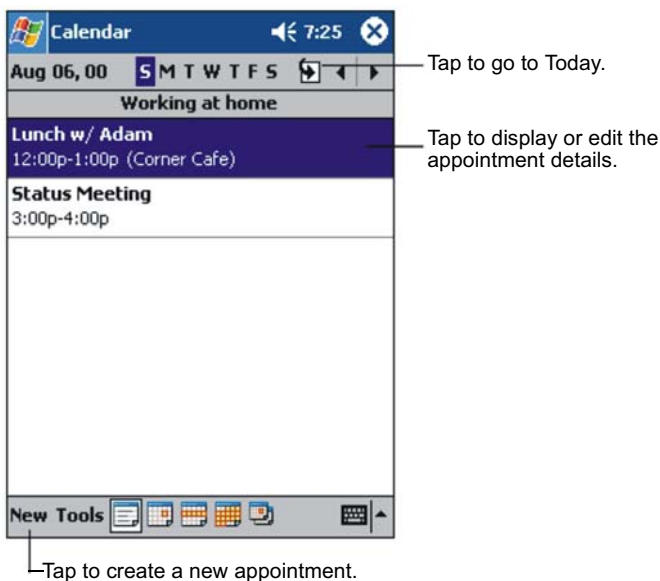 Calendar 7:25
Aug 06, 00 S M T W T F S
Tap to go to Today.
Working at home
Lunch w/ Adam
12:00p-1:00p (Corner Cafe)
Tap to display or edit the
appointment details.
Status Meeting
3:00p-4:00p
New Tools
Tap to create a new appointment.